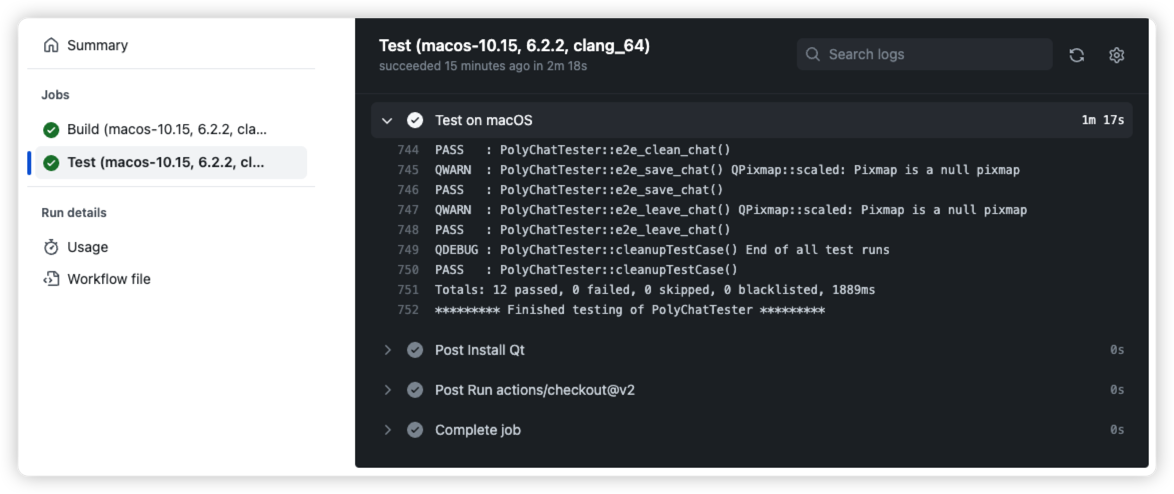 Summary
Jobs
Build (macos-10.15, 6.2.2, cla...
Test (macos-10.15, 6.2.2, cl...
Run details
Usage
Workflow file
Test (macos-10.15, 6.2.2, clang_64)
succeeded 15 minutes ago in 2m 18s
Search logs
Test on macOS 1m 17s
744 PASS   : PolyChatTester::e2e_clean_chat()
745 QWARN  : PolyChatTester::e2e_save_chat() QPixmap::scaled: Pixmap is a null pixmap
746 PASS   : PolyChatTester::e2e_save_chat()
747 QWARN  : PolyChatTester::e2e_leave_chat() QPixmap::scaled: Pixmap is a null pixmap
748 PASS   : PolyChatTester::e2e_leave_chat()
749 QDEBUG : PolyChatTester::cleanupTestCase() End of all test runs
750 PASS   : PolyChatTester::cleanupTestCase()
751 Totals: 12 passed, 0 failed, 0 skipped, 0 blacklisted, 1889ms
752 ********* Finished testing of PolyChatTester *********
Post Install Qt 0s
Post Run actions/checkout@v2 0s
Complete job 0s